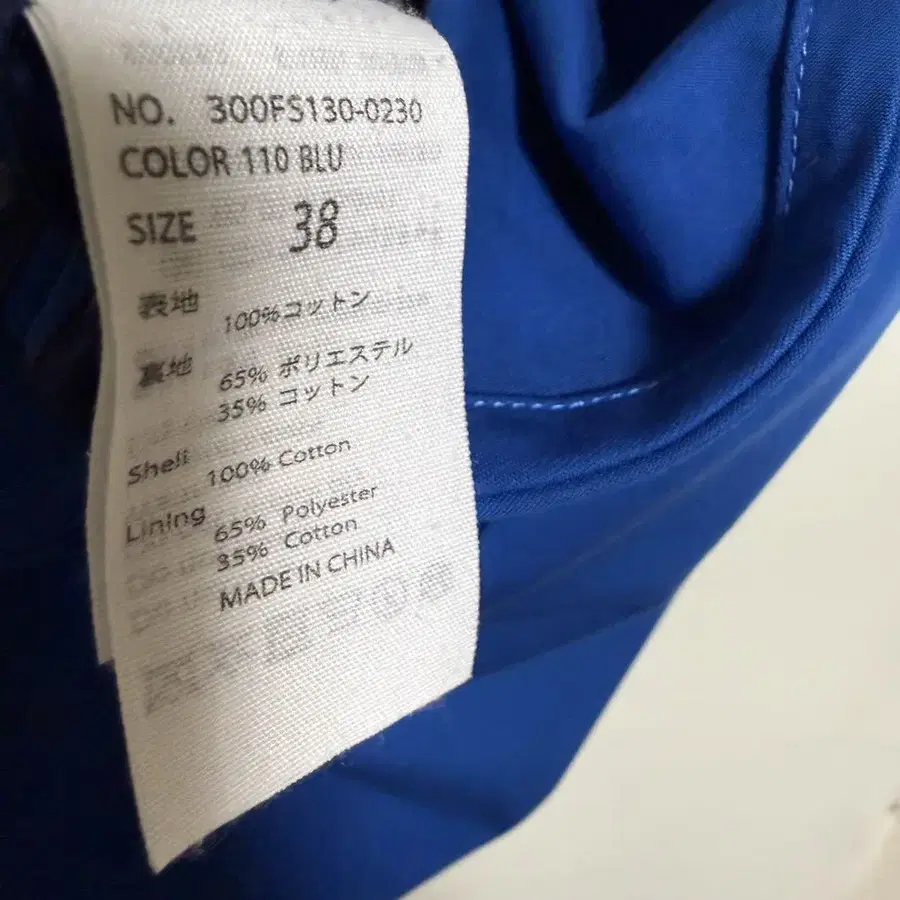 NO. 300FS130-0230
COLOR 110 BLU
SIZE 38
表地 100%コットン
裏地 65% ポリエステル
35% コットン
Shell 100% Cotton
Lining 65% Polyester
35% Cotton
MADE IN CHINA